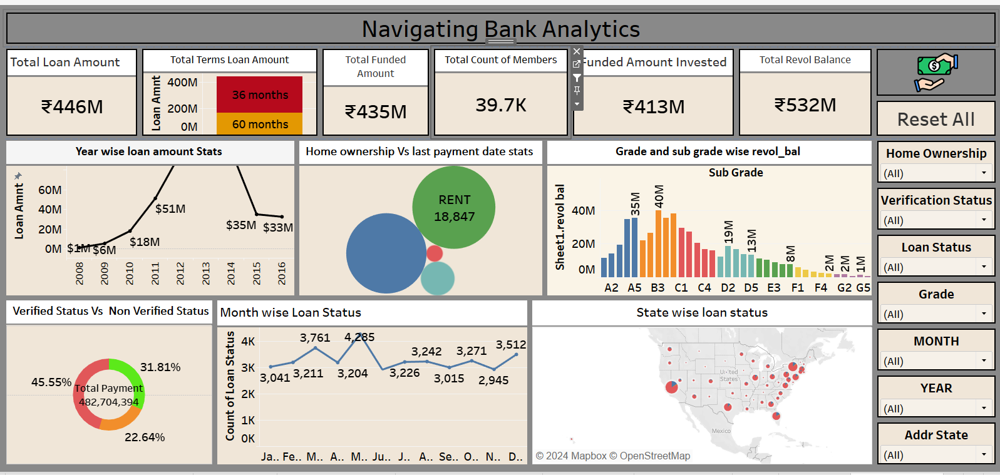 Navigating Bank Analytics
Total Loan Amount
₹446M
Total Terms Loan Amount
Loan Amnt
400M
200M
0M
36 months
60 months
Total Funded
Amount
₹435M
Total Count of Members
39.7K
Funded Amount Invested
₹413M
Total Revol Balance
₹532M
Reset All
Year wise loan amount Stats
Loan Amnt
60M
40M
20M
0M
$1M
$6M
$18M
$51M
$35M
$33M
2008
2009
2010
2011
2012
2013
2014
2015
2016
Home ownership Vs last payment date stats
RENT
18,847
Grade and sub grade wise revol_bal
Sub Grade
Sheet1.revol bal
40M
20M
0M
35M
40M
19M
13M
8M
2M
2M
1M
A2 A5 B3 C1 C4 D2 D5 E3 F1 F4 G2 G5
Home Ownership
(All)
Verification Status
(All)
Loan Status
(All)
Grade
(All)
MONTH
(All)
YEAR
(All)
Addr State
(All)
Verified Status Vs Non Verified Status
45.55%
31.81%
22.64%
Total Payment
482,704,394
Month wise Loan Status
Count of Loan Status
4K
3K
2K
1K
0K
3,041
3,211
3,761
3,204
4,285
3,226
3,242
3,015
3,271
2,945
3,512
Ja.. Fe.. M.. A.. M.. Ju.. J.. A.. Se.. O.. N.. D..
State wise loan status
United
States
Mexico
© 2024 Mapbox © OpenStreetMap